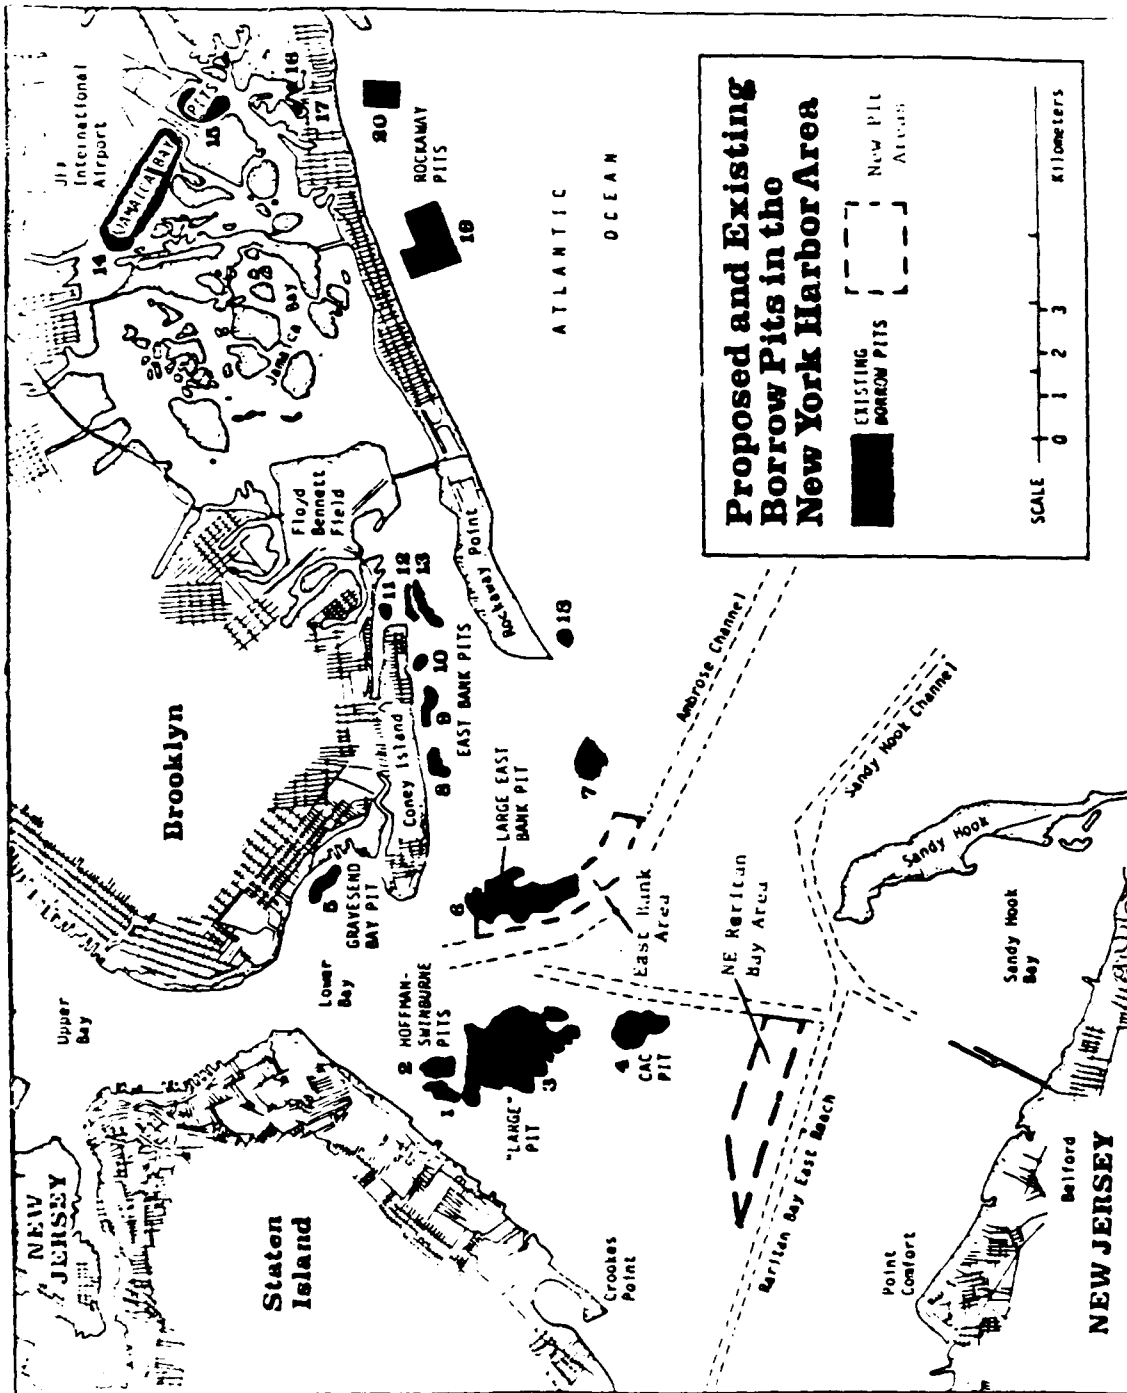 NEW
JERSEY
Upper
Bay
Brooklyn
Floyd
Bennett
Field
International
Airport
JAMAICA BAY
PITS
14
15
16
17
Jamaica Bay
Staten
Island
Lower
Bay
5
GRAVESEND
BAY PIT
Coney Island
8
9
10
11
12
13
EAST BANK PITS
Rockaway Point
18
20
ROCKAWAY
PITS
19
2
HOFFMAN-
SWINBURNE
PITS
1
"LARGE"
PIT
3
6
LARGE EAST
BANK PIT
7
4
CAC
PIT
East Bank
Area
NE Raritan
Bay Area
Ambrose Channel
Sandy Hook Channel
Raritan Bay East Reach
Crookes
Point
ATLANTIC
OCEAN
Sandy Hook
Sandy Hook
Bay
Point
Comfort
Belford
NEW JERSEY
Proposed and Existing
Borrow Pits in the
New York Harbor Area
EXISTING
BORROW PITS
New Pit
Areas
SCALE
0 1 2 3
Kilometers